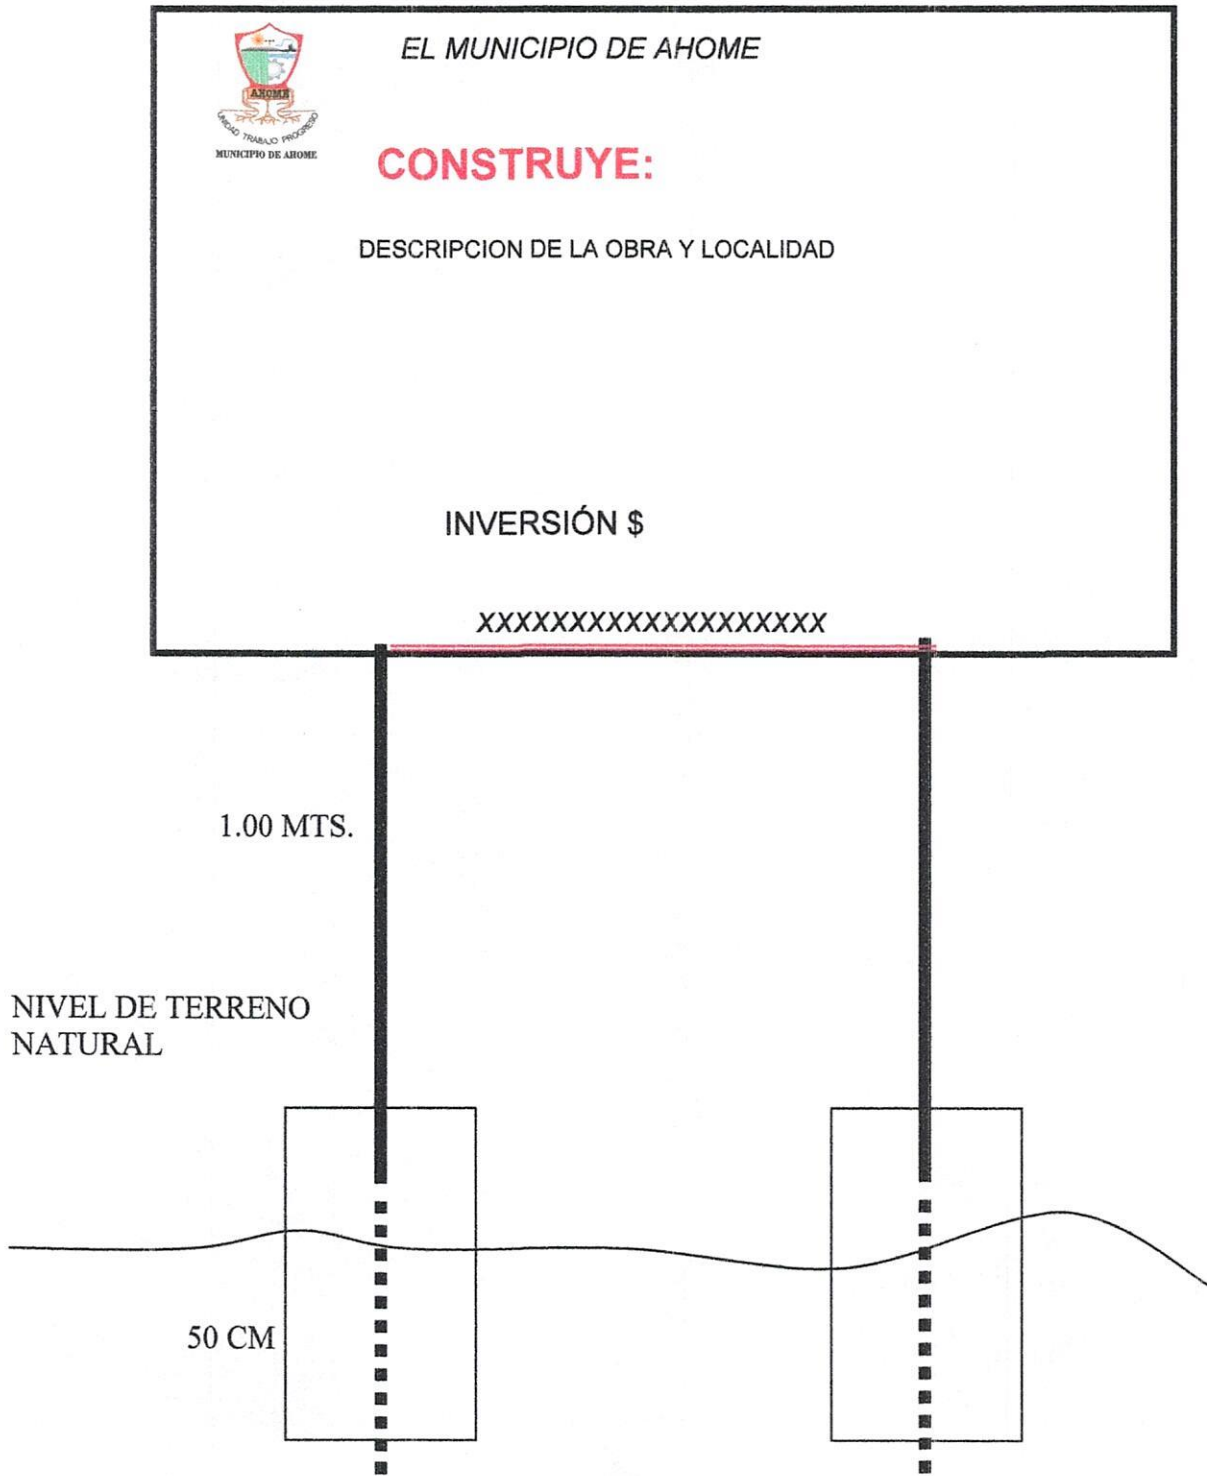 EL MUNICIPIO DE AHOME
AHOME
UNIDAD TRABAJO PROGRESO
MUNICIPIO DE AHOME
CONSTRUYE:
DESCRIPCION DE LA OBRA Y LOCALIDAD
INVERSIÓN $
XXXXXXXXXXXXXXXXXXX
1.00 MTS.
NIVEL DE TERRENO
NATURAL
50 CM